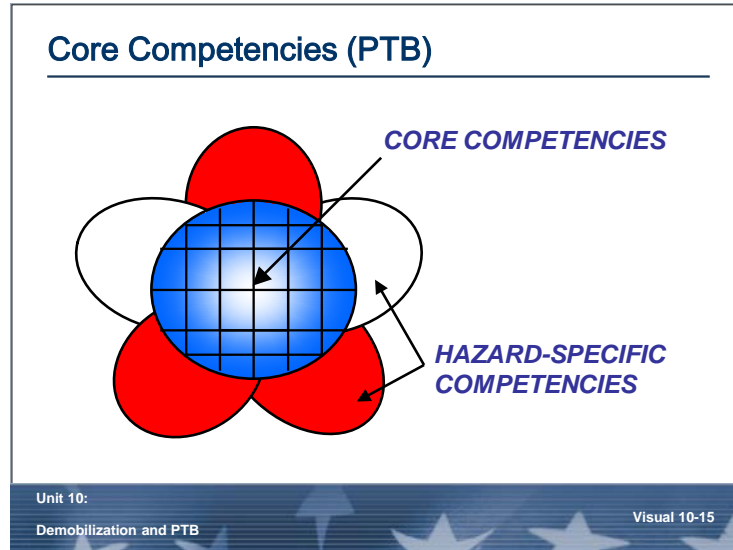 Core Competencies (PTB)
CORE COMPETENCIES
HAZARD-SPECIFIC
COMPETENCIES
Unit 10:
Demobilization and PTB
Visual 10-15